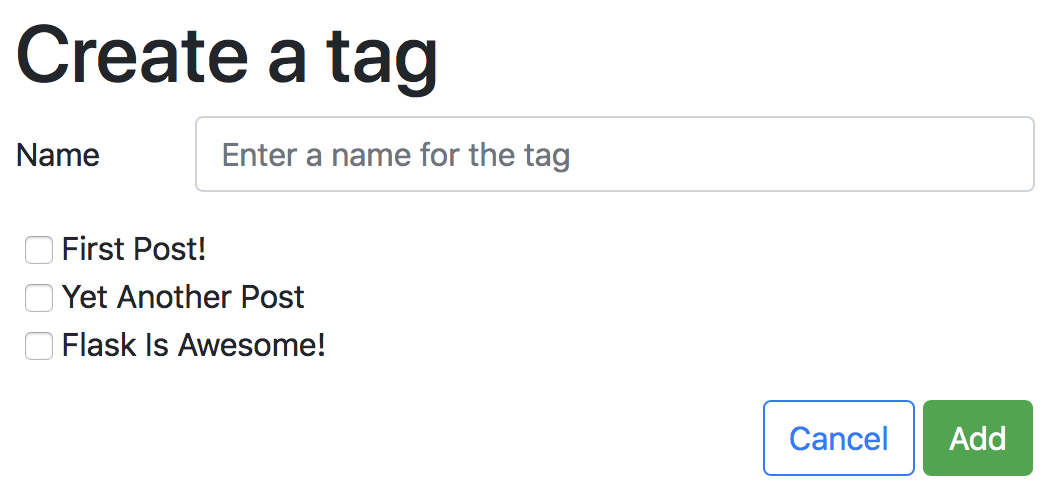 Create a tag
Name
Enter a name for the tag
First Post!
Yet Another Post
Flask Is Awesome!
Cancel
Add